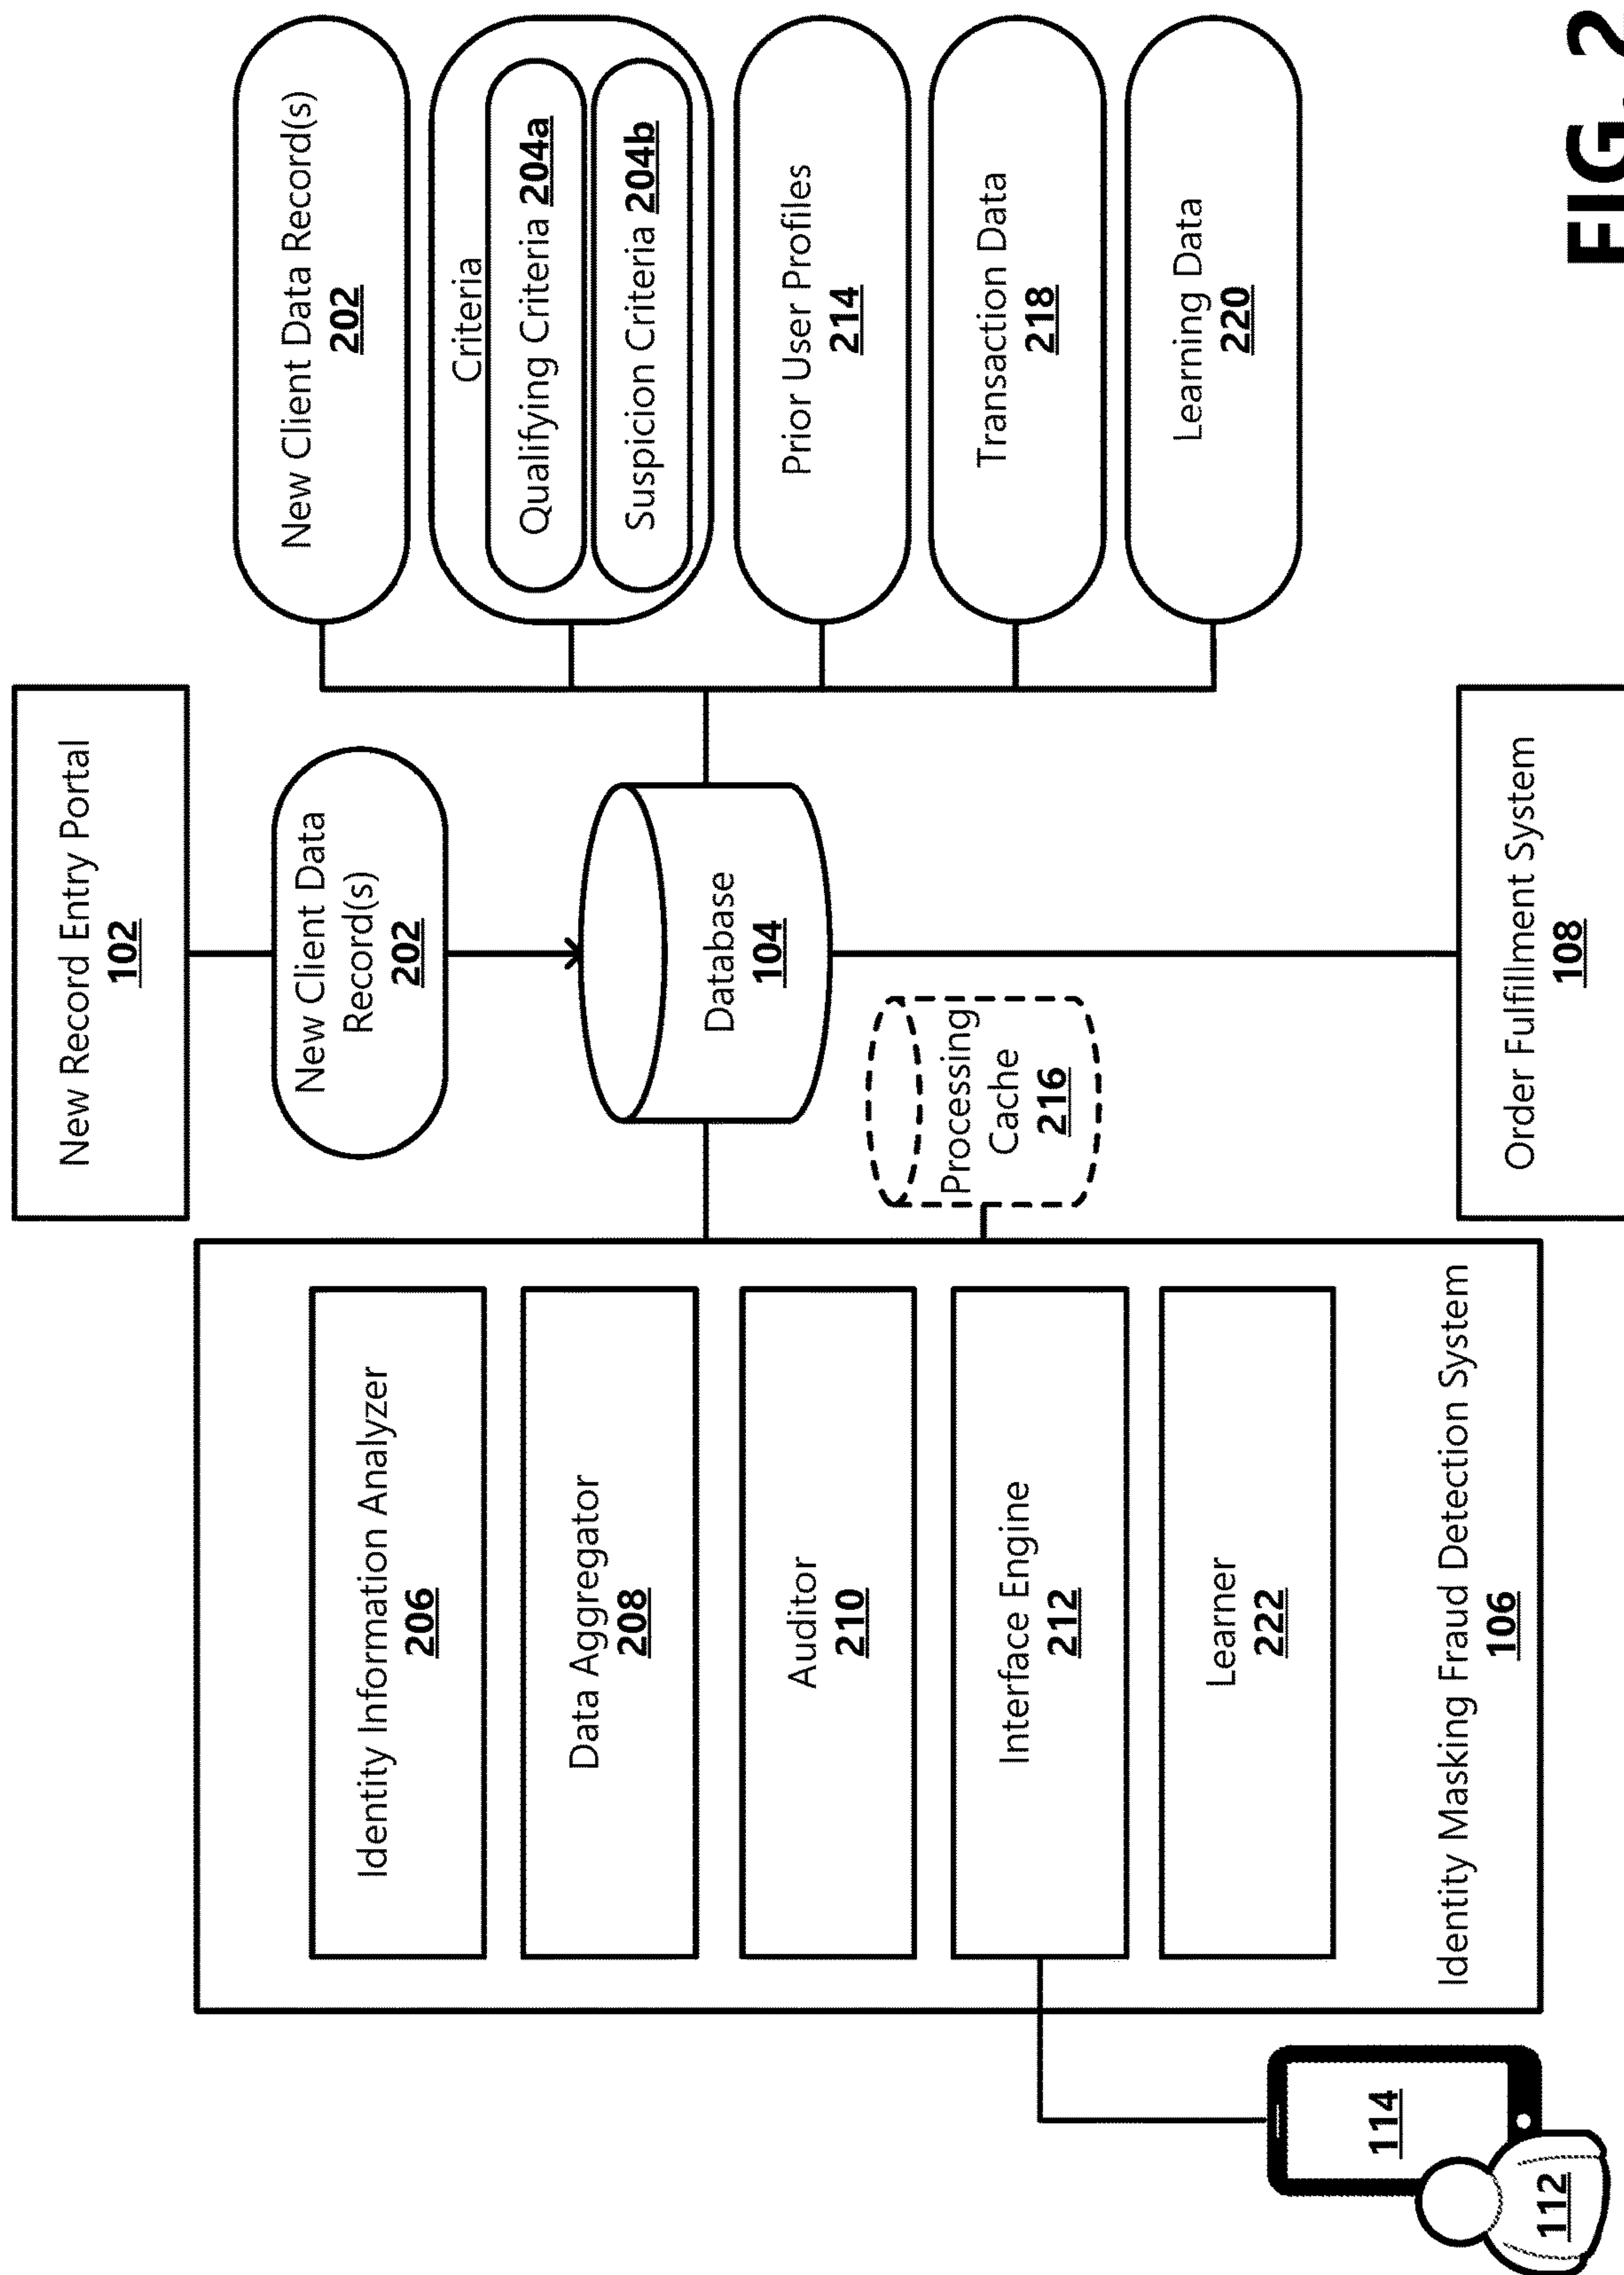 New Record Entry Portal
102
New Client Data
Record(s)
202
Database
104
Processing
Cache
216
Order Fulfillment System
108
New Client Data Record(s)
202
Criteria
Qualifying Criteria 204a
Suspicion Criteria 204b
Prior User Profiles
214
Transaction Data
218
Learning Data
220
Identity Information Analyzer
206
Data Aggregator
208
Auditor
210
Interface Engine
212
Learner
222
Identity Masking Fraud Detection System
106
114
112
FIG. 2